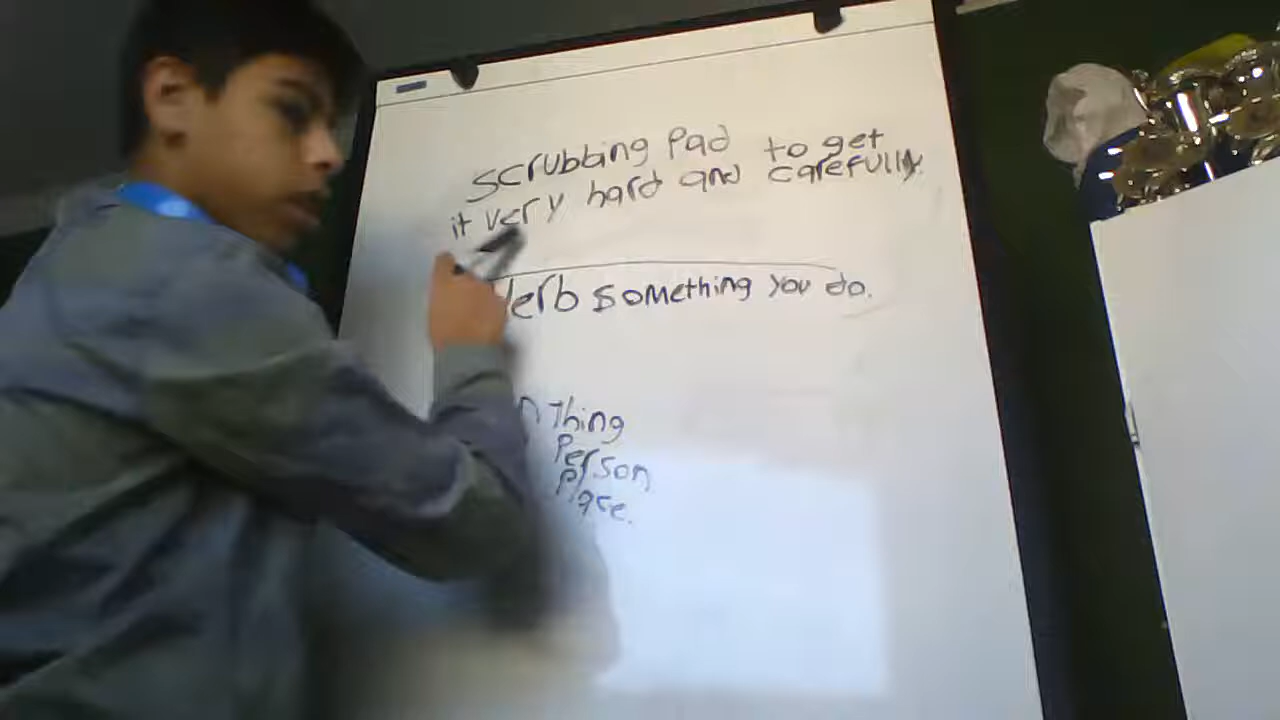 scrubbing pad to get
it very hard and carefully
verb something you do.
Thing
Person
Place.